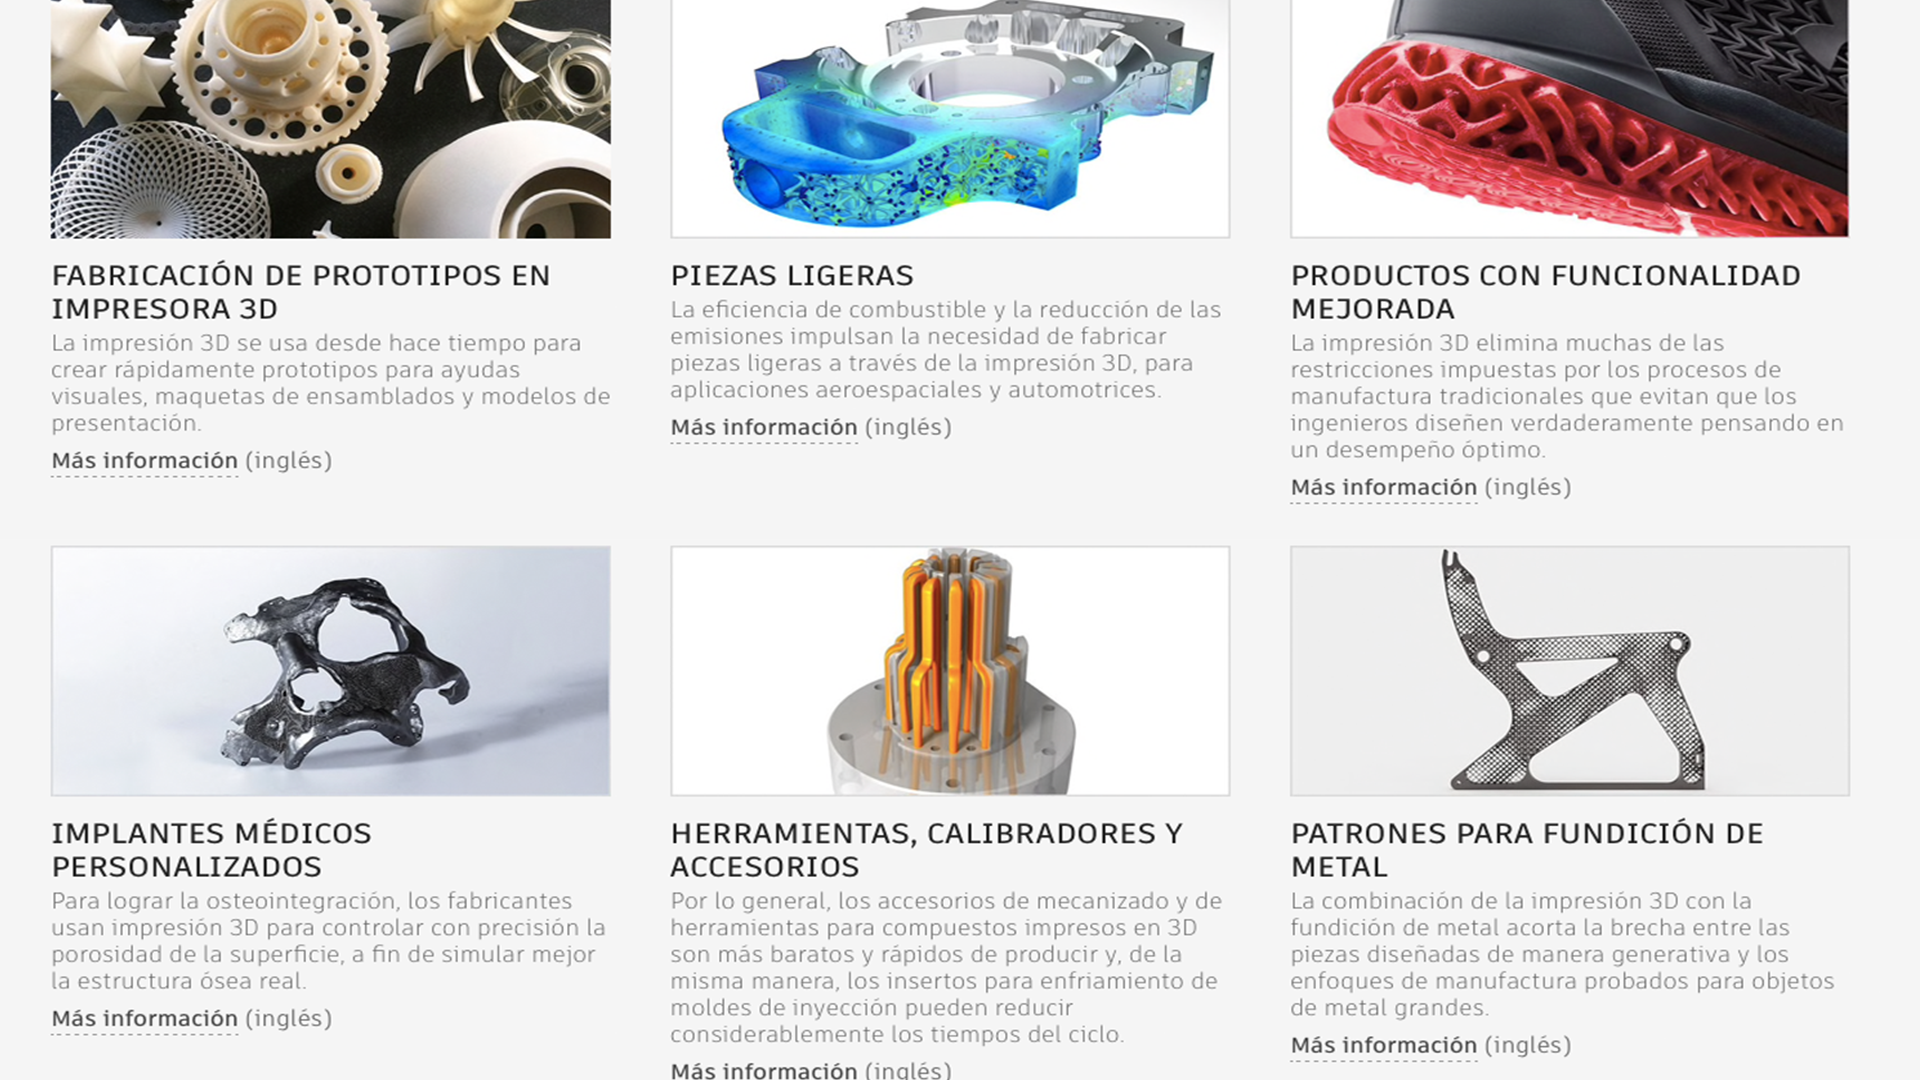 FABRICACIÓN DE PROTOTIPOS EN
IMPRESORA 3D
La impresión 3D se usa desde hace tiempo para
crear rápidamente prototipos para ayudas
visuales, maquetas de ensamblados y modelos de
presentación.
Más información (inglés)
PIEZAS LIGERAS
La eficiencia de combustible y la reducción de las
emisiones impulsan la necesidad de fabricar
piezas ligeras a través de la impresión 3D, para
aplicaciones aeroespaciales y automotrices.
Más información (inglés)
PRODUCTOS CON FUNCIONALIDAD
MEJORADA
La impresión 3D elimina muchas de las
restricciones impuestas por los procesos de
manufactura tradicionales que evitan que los
ingenieros diseñen verdaderamente pensando en
un desempeño óptimo.
Más información (inglés)
IMPLANTES MÉDICOS
PERSONALIZADOS
Para lograr la osteointegración, los fabricantes
usan impresión 3D para controlar con precisión la
porosidad de la superficie, a fin de simular mejor
la estructura ósea real.
Más información (inglés)
HERRAMIENTAS, CALIBRADORES Y
ACCESORIOS
Por lo general, los accesorios de mecanizado y de
herramientas para compuestos impresos en 3D
son más baratos y rápidos de producir y, de la
misma manera, los insertos para enfriamiento de
moldes de inyección pueden reducir
considerablemente los tiempos del ciclo.
Más información (inglés)
PATRONES PARA FUNDICIÓN DE
METAL
La combinación de la impresión 3D con la
fundición de metal acorta la brecha entre las
piezas diseñadas de manera generativa y los
enfoques de manufactura probados para objetos
de metal grandes.
Más información (inglés)